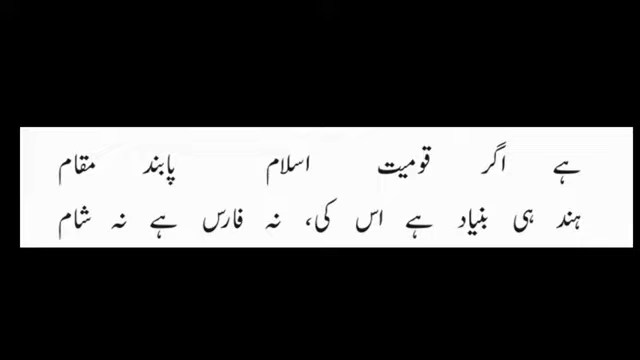 ہے اگر قومیت اسلام پابند مقام
ہند ہی بنیاد ہے اس کی، نہ فارس ہے نہ شام